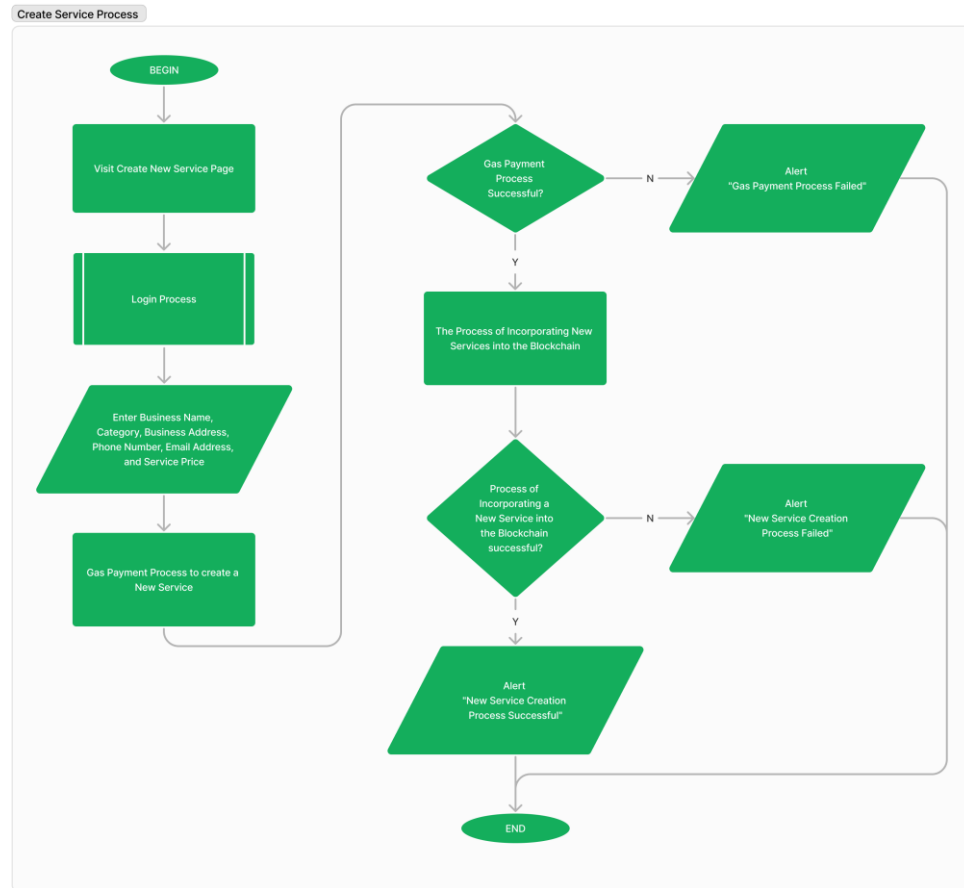 Create Service Process
BEGIN
Visit Create New Service Page
Login Process
Enter Business Name,
Category, Business Address,
Phone Number, Email Address,
and Service Price
Gas Payment Process to create a
New Service
Gas Payment
Process
Successful?
N
Alert
"Gas Payment Process Failed"
Y
The Process of Incorporating New
Services into the Blockchain
Process of
Incorporating a
New Service into
the Blockchain
successful?
N
Alert
"New Service Creation
Process Failed"
Y
Alert
"New Service Creation
Process Successful"
END